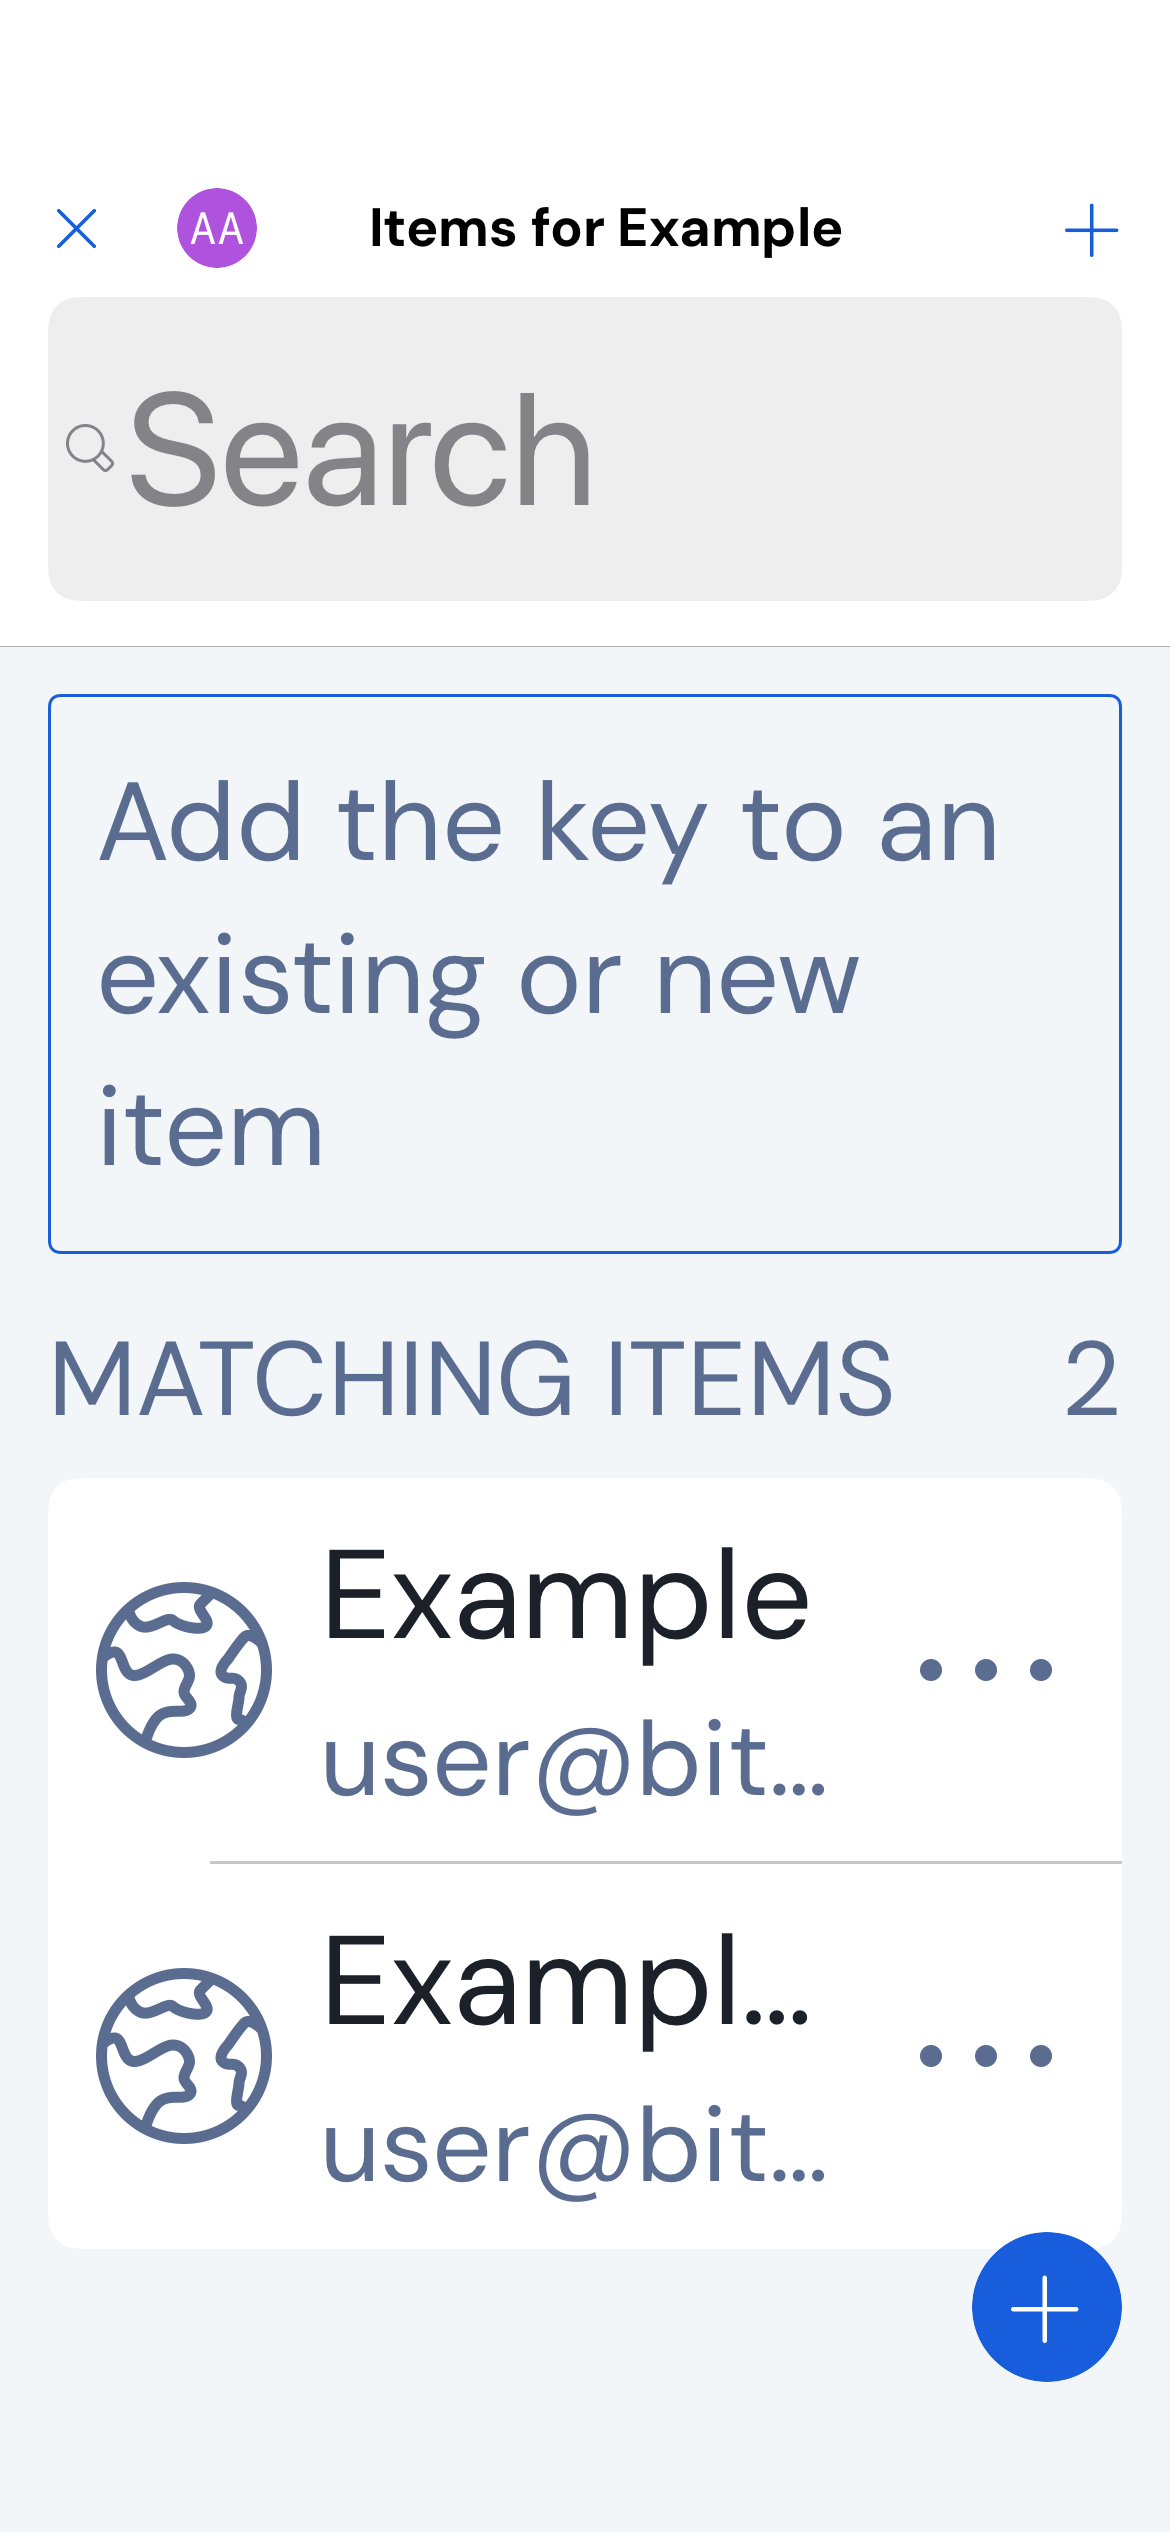 AA
Items for Example
Search
Add the key to an
existing or new
item
MATCHING ITEMS 2
Example
user@bit...
Exampl...
user@bit...